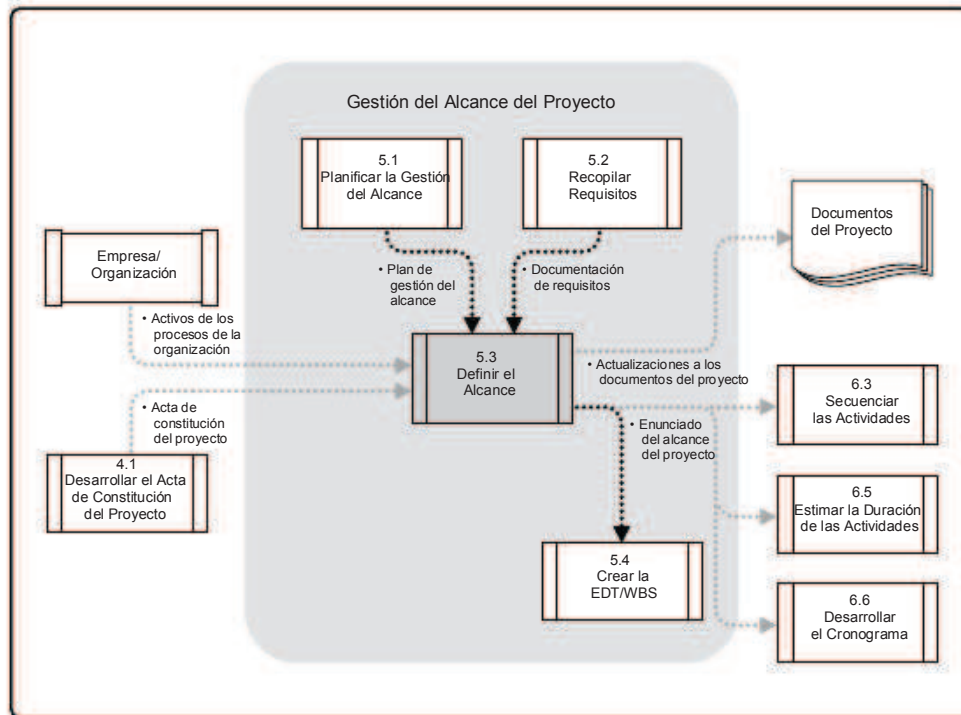 Gestión del Alcance del Proyecto
5.1
Planificar la Gestión
del Alcance
5.2
Recopilar
Requisitos
Documentos
del Proyecto
Empresa/
Organización
• Plan de
gestión del
alcance
• Documentación
de requisitos
• Activos de los
procesos de la
organización
5.3
Definir el
Alcance
• Actualizaciones a los
documentos del proyecto
6.3
Secuenciar
las Actividades
• Acta de
constitución
del proyecto
• Enunciado
del alcance
del proyecto
4.1
Desarrollar el Acta
de Constitución
del Proyecto
6.5
Estimar la Duración
de las Actividades
5.4
Crear la
EDT/WBS
6.6
Desarrollar
el Cronograma